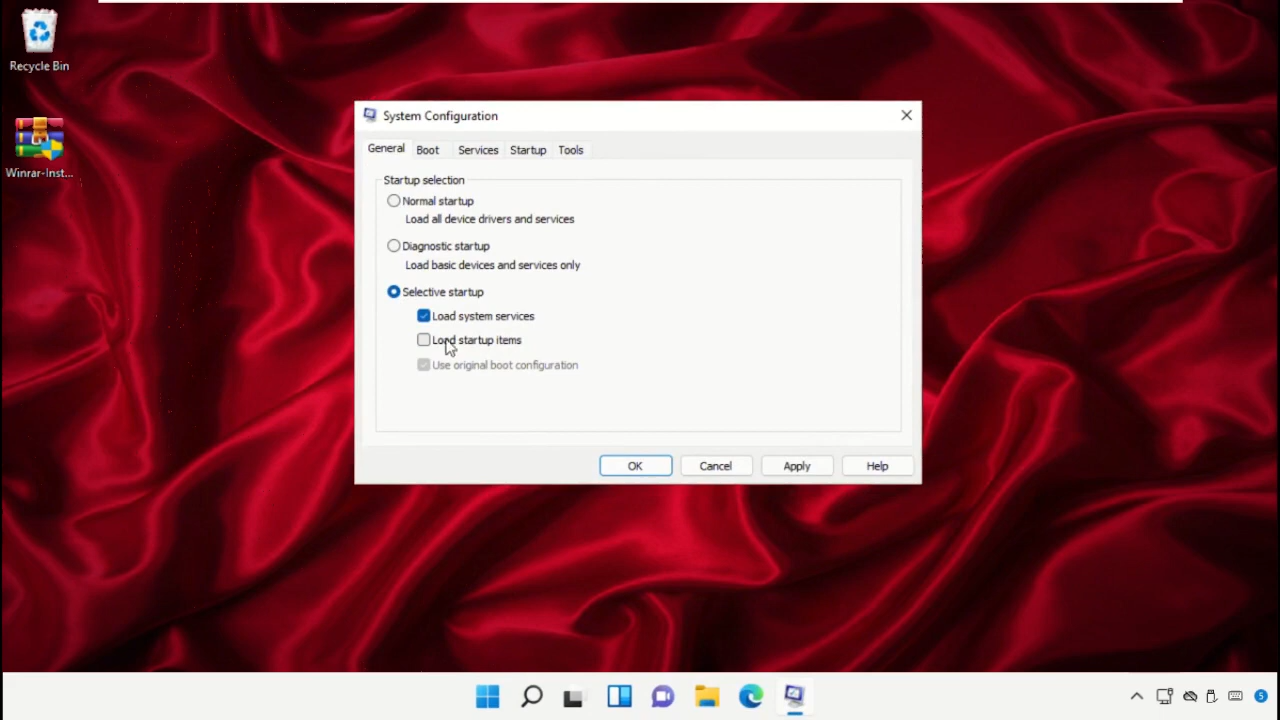 Recycle Bin
Winrar-Inst...
System Configuration
General Boot Services Startup Tools
Startup selection
Normal startup
Load all device drivers and services
Diagnostic startup
Load basic devices and services only
Selective startup
Load system services
Load startup items
Use original boot configuration
OK Cancel Apply Help
5